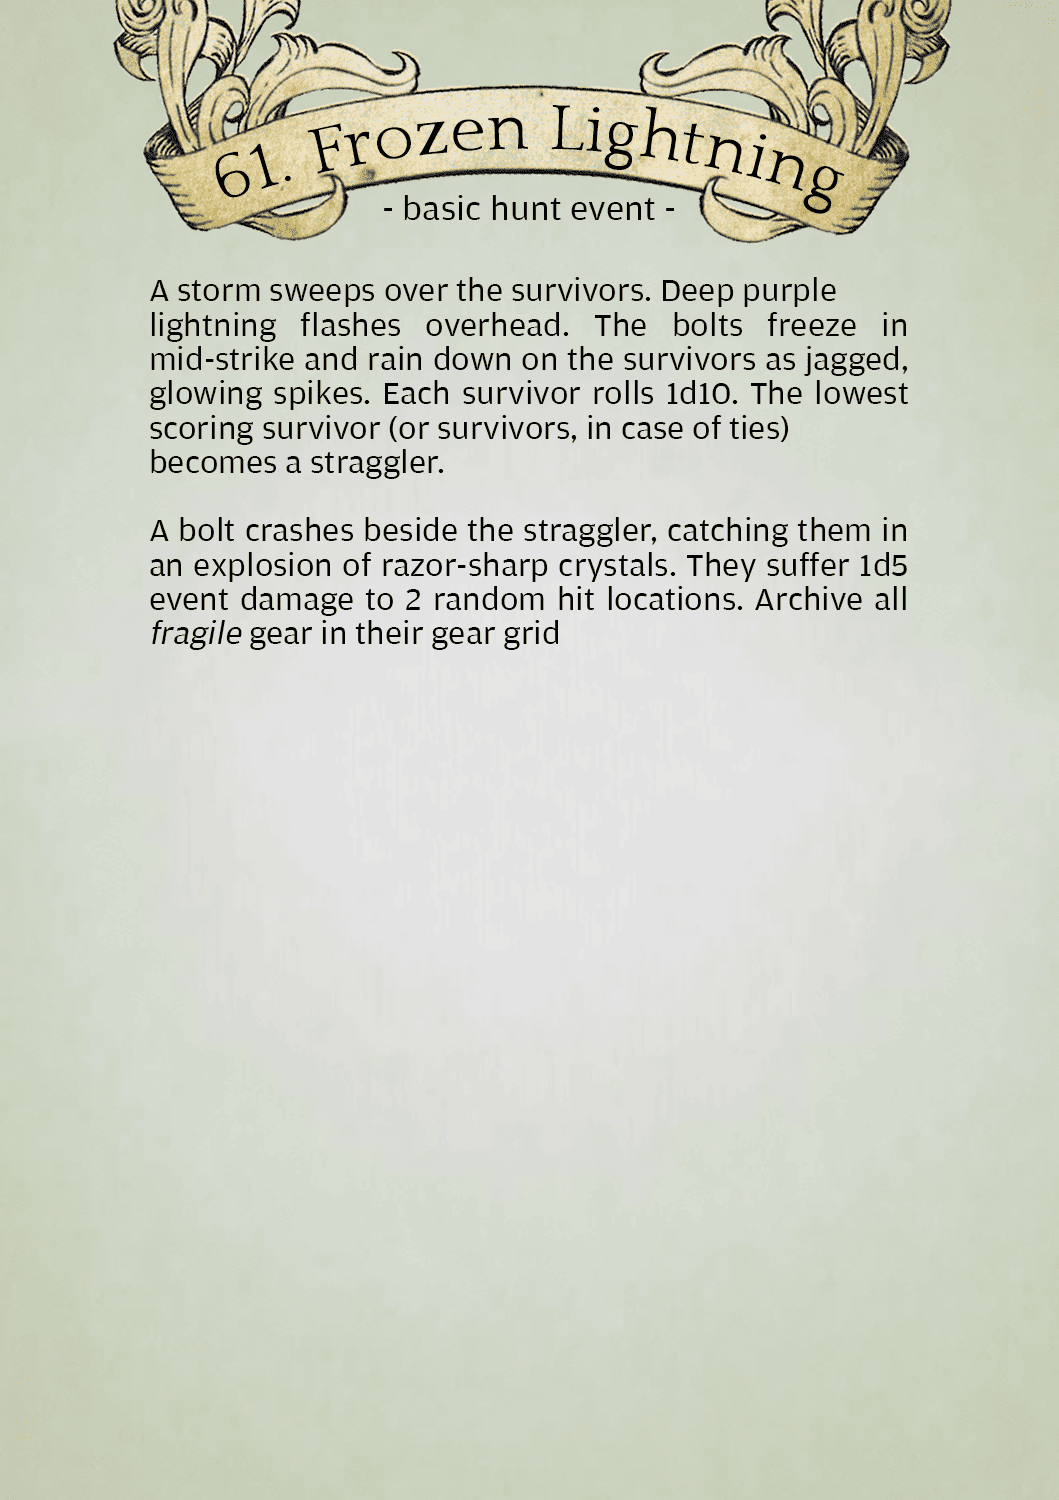 61. Frozen Lightning
- basic hunt event -
A storm sweeps over the survivors. Deep purple
lightning flashes overhead. The bolts freeze in
mid-strike and rain down on the survivors as jagged,
glowing spikes. Each survivor rolls 1d10. The lowest
scoring survivor (or survivors, in case of ties)
becomes a straggler.
A bolt crashes beside the straggler, catching them in
an explosion of razor-sharp crystals. They suffer 1d5
event damage to 2 random hit locations. Archive all
fragile gear in their gear grid